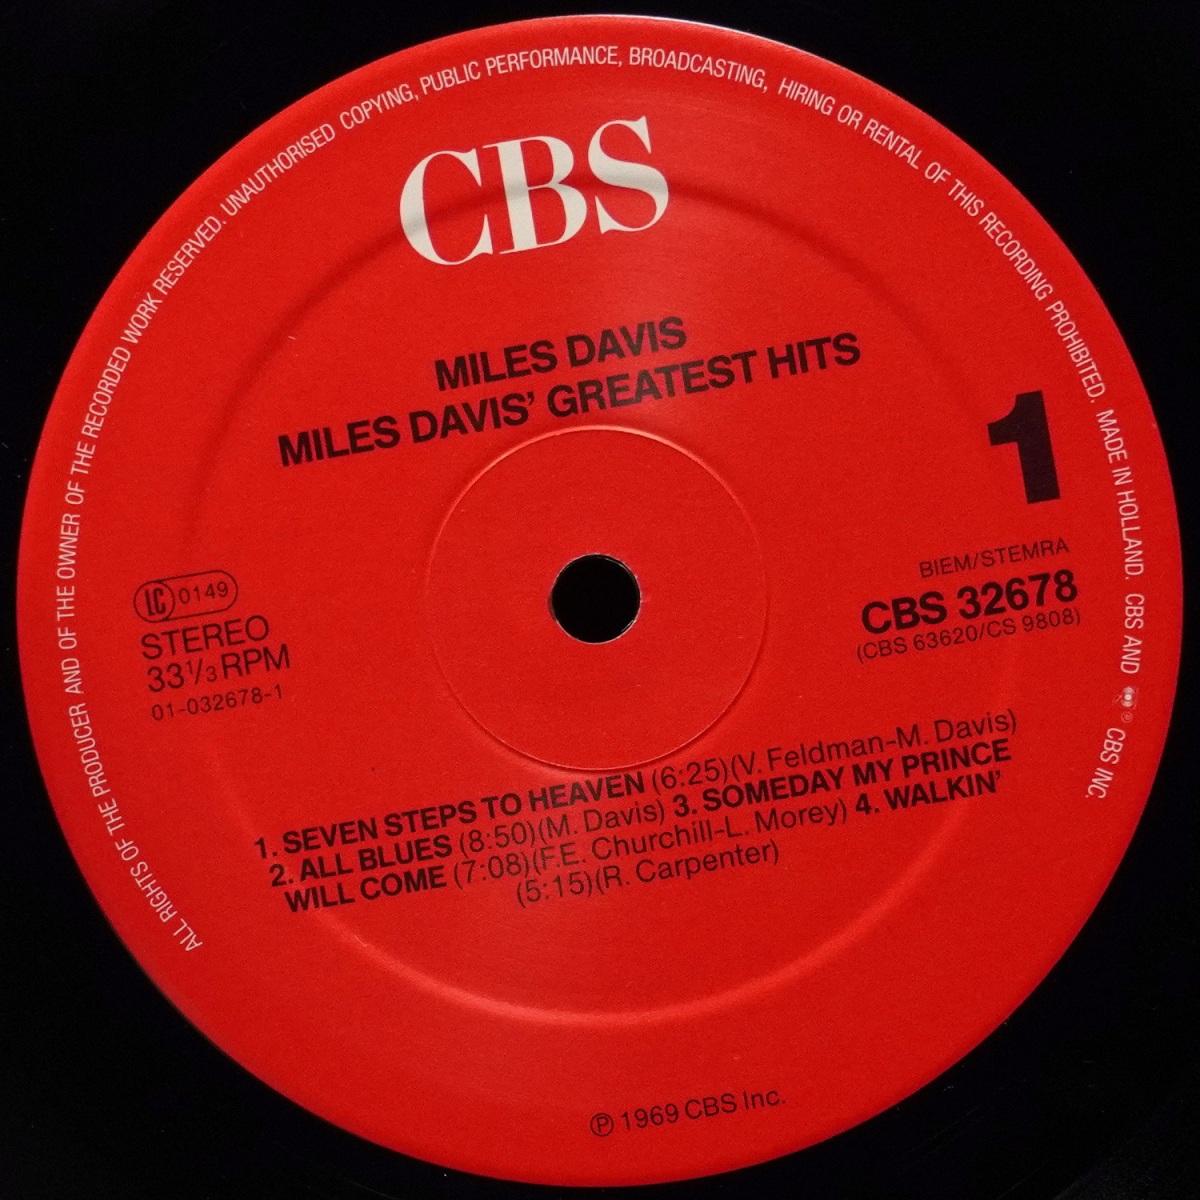 ALL RIGHTS OF THE PRODUCER AND OF THE OWNER OF THE RECORDED WORK RESERVED. UNAUTHORISED COPYING, PUBLIC PERFORMANCE, BROADCASTING, HIRING OR RENTAL OF THIS RECORDING PROHIBITED. MADE IN HOLLAND. CBS AND ℗ CBS INC.
CBS
MILES DAVIS
MILES DAVIS' GREATEST HITS
1
LC 0149
STEREO
33 1/3 RPM
01-032678-1
BIEM/STEMRA
CBS 32678
(CBS 63620/CS 9808)
1. SEVEN STEPS TO HEAVEN (6:25)(V. Feldman-M. Davis)
2. ALL BLUES (8:50)(M. Davis) 3. SOMEDAY MY PRINCE
WILL COME (7:08)(F.E. Churchill-L. Morey) 4. WALKIN'
(5:15)(R. Carpenter)
℗ 1969 CBS Inc.